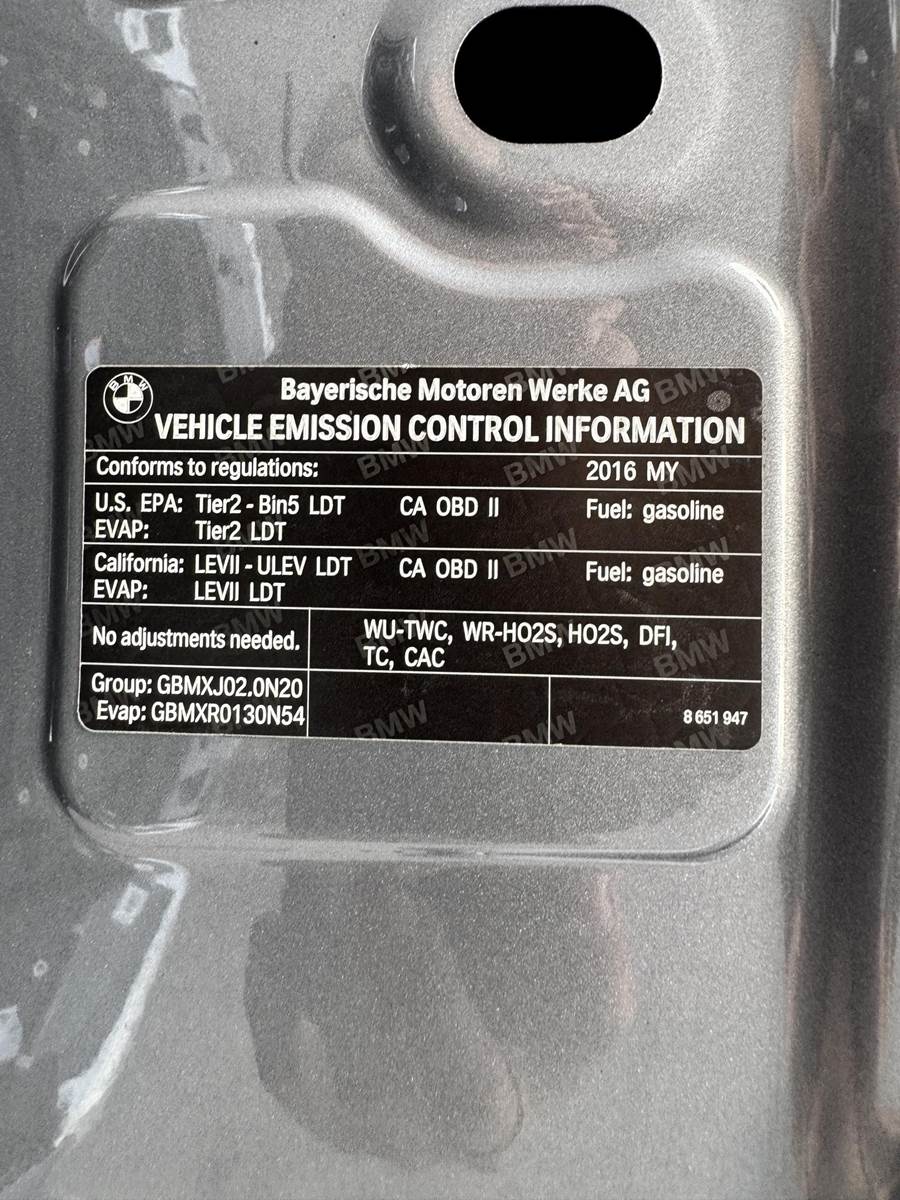 BMW
Bayerische Motoren Werke AG
VEHICLE EMISSION CONTROL INFORMATION
Conforms to regulations: 2016 MY
U.S. EPA: Tier2 - Bin5 LDT CA OBD II Fuel: gasoline
EVAP: Tier2 LDT
California: LEVII - ULEV LDT CA OBD II Fuel: gasoline
EVAP: LEVII LDT
No adjustments needed.
WU-TWC, WR-HO2S, HO2S, DFI,
TC, CAC
Group: GBMXJ02.0N20
Evap: GBMXR0130N54
8 651 947